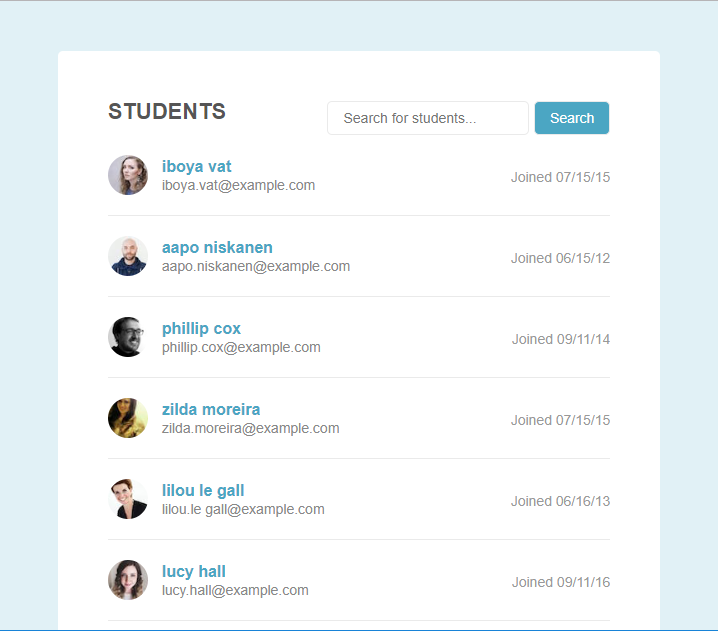 STUDENTS
Search for students...
Search
iboya vat
iboya.vat@example.com
Joined 07/15/15
aapo niskanen
aapo.niskanen@example.com
Joined 06/15/12
phillip cox
phillip.cox@example.com
Joined 09/11/14
zilda moreira
zilda.moreira@example.com
Joined 07/15/15
lilou le gall
lilou.le gall@example.com
Joined 06/16/13
lucy hall
lucy.hall@example.com
Joined 09/11/16